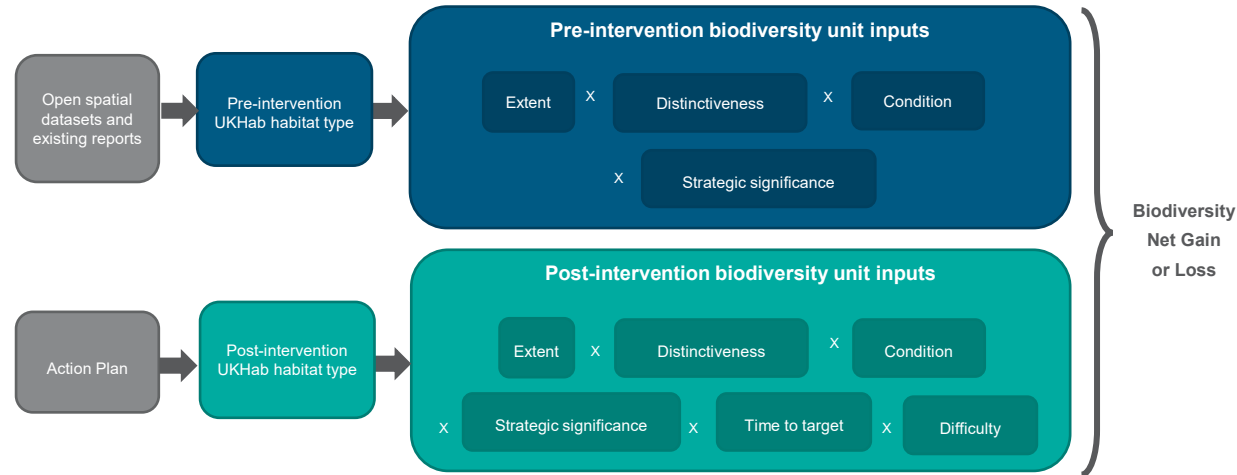 Pre-intervention biodiversity unit inputs
Open spatial
datasets and
existing reports
Pre-intervention
UKHab habitat type
Extent X Distinctiveness X Condition
X Strategic significance
Biodiversity
Net Gain
or Loss
Post-intervention biodiversity unit inputs
Action Plan
Post-intervention
UKHab habitat type
Extent X Distinctiveness X Condition
X Strategic significance X Time to target X Difficulty